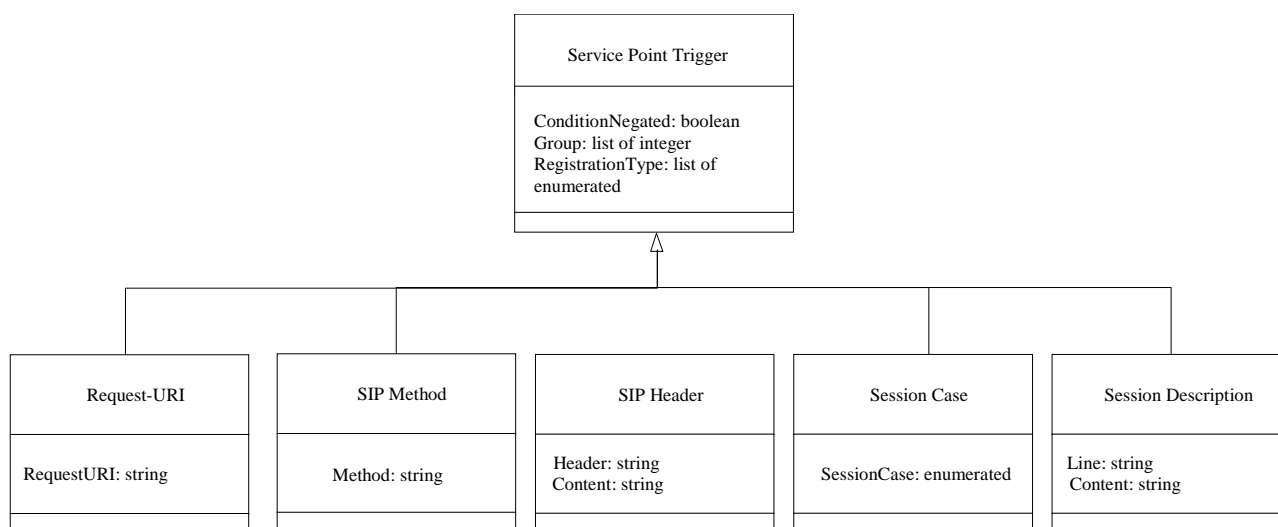 Service Point Trigger
ConditionNegated: boolean
Group: list of integer
RegistrationType: list of
enumerated
Request-URI
RequestURI: string
SIP Method
Method: string
SIP Header
Header: string
Content: string
Session Case
SessionCase: enumerated
Session Description
Line: string
Content: string